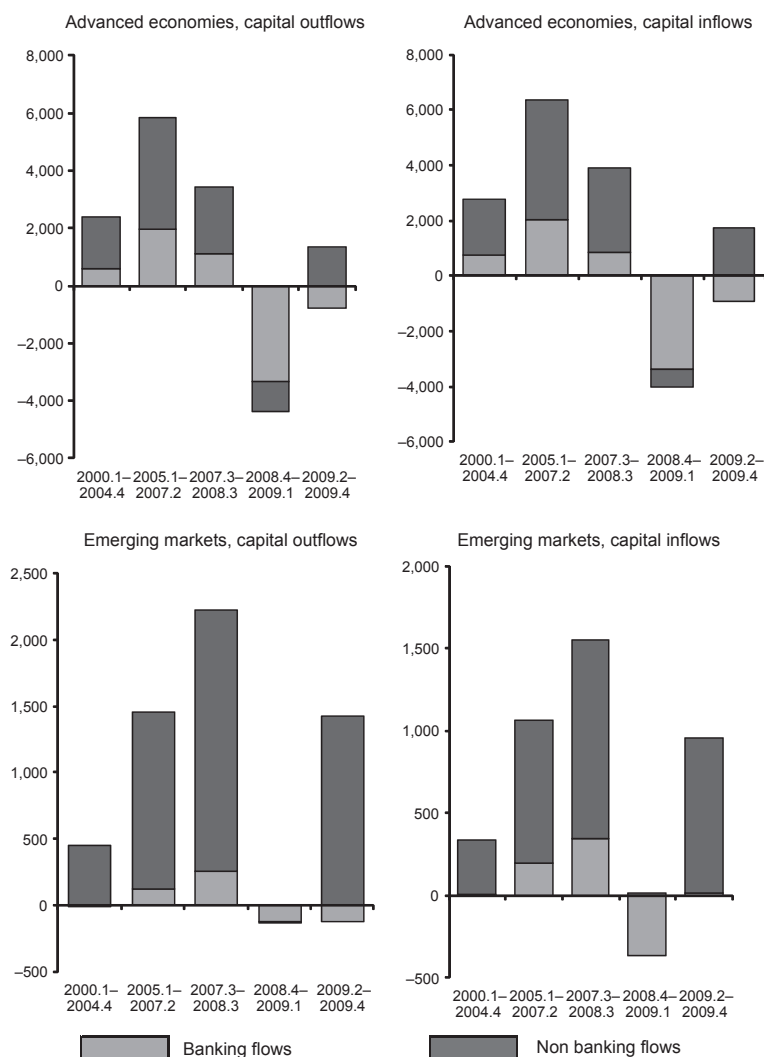 Advanced economies, capital outflows
8,000
6,000
4,000
2,000
0
–2,000
–4,000
–6,000
2000.1– 2005.1– 2007.3– 2008.4– 2009.2–
2004.4 2007.2 2008.3 2009.1 2009.4
Advanced economies, capital inflows
8,000
6,000
4,000
2,000
0
–2,000
–4,000
–6,000
2000.1– 2005.1– 2007.3– 2008.4– 2009.2–
2004.4 2007.2 2008.3 2009.1 2009.4
Emerging markets, capital outflows
2,500
2,000
1,500
1,000
500
0
–500
2000.1– 2005.1– 2007.3– 2008.4– 2009.2–
2004.4 2007.2 2008.3 2009.1 2009.4
Emerging markets, capital inflows
2,000
1,500
1,000
500
0
–500
2000.1– 2005.1– 2007.3– 2008.4– 2009.2–
2004.4 2007.2 2008.3 2009.1 2009.4
Banking flows
Non banking flows